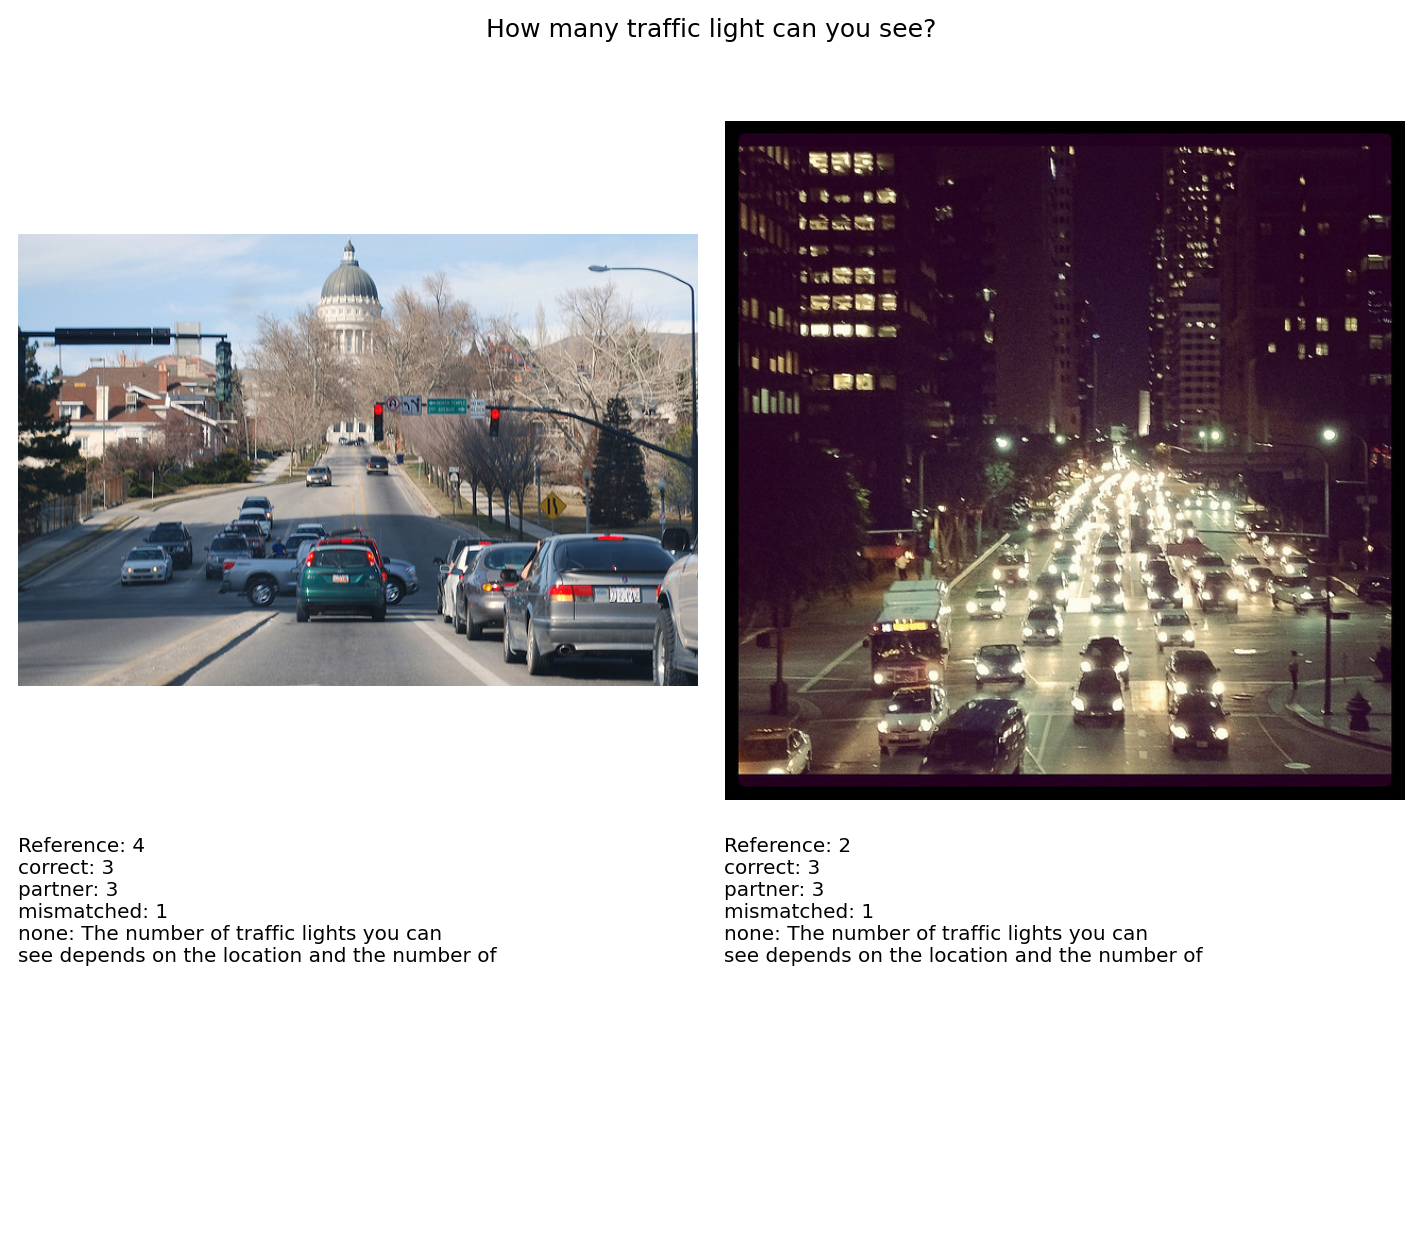 How many traffic light can you see?
Reference: 4
correct: 3
partner: 3
mismatched: 1
none: The number of traffic lights you can
see depends on the location and the number of
Reference: 2
correct: 3
partner: 3
mismatched: 1
none: The number of traffic lights you can
see depends on the location and the number of